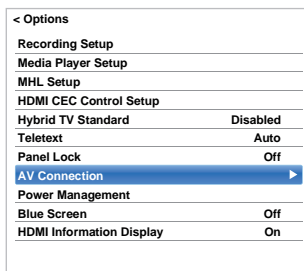 < Options
Recording Setup
Media Player Setup
MHL Setup
HDMI CEC Control Setup
Hybrid TV Standard Disabled
Teletext Auto
Panel Lock Off
AV Connection
Power Management
Blue Screen Off
HDMI Information Display On